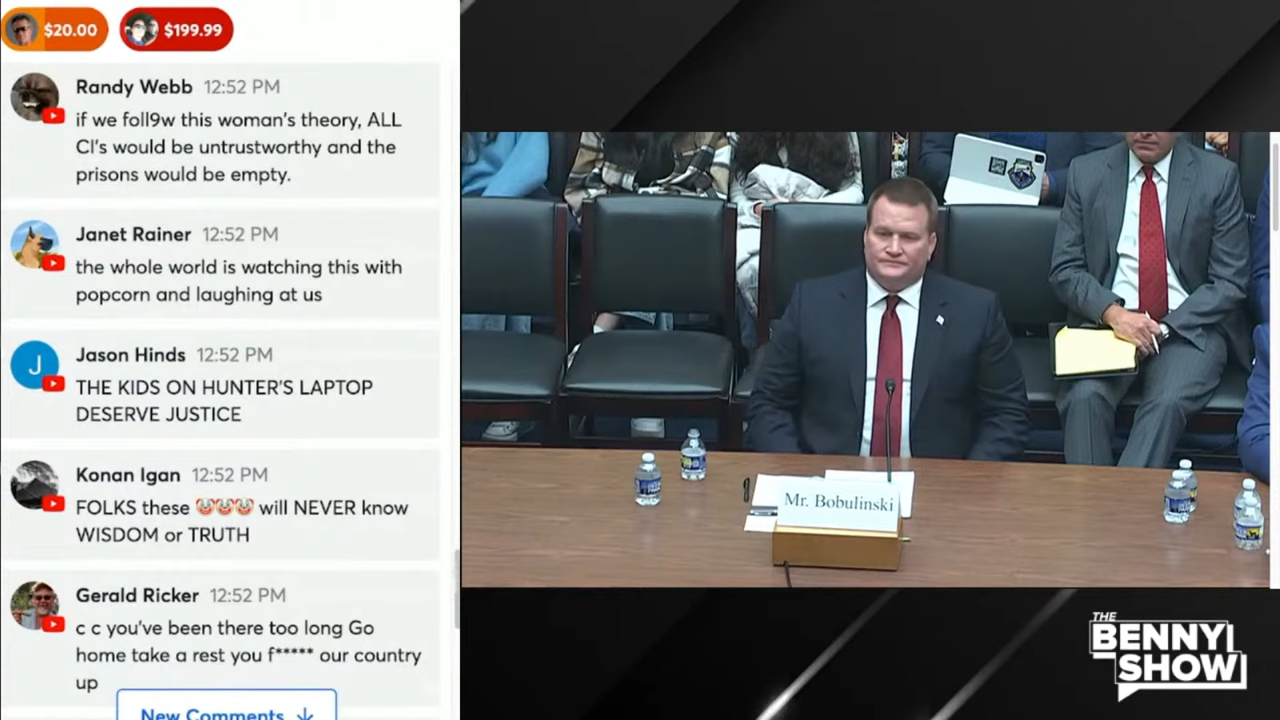 $20.00
$199.99
Randy Webb 12:52 PM
if we foll9w this woman's theory, ALL
CI's would be untrustworthy and the
prisons would be empty.
Janet Rainer 12:52 PM
the whole world is watching this with
popcorn and laughing at us
J
Jason Hinds 12:52 PM
THE KIDS ON HUNTER'S LAPTOP
DESERVE JUSTICE
Konan Igan 12:52 PM
FOLKS these 🤡🤡🤡 will NEVER know
WISDOM or TRUTH
Gerald Ricker 12:52 PM
c c you've been there too long Go
home take a rest you f***** our country
up
New Comments ↓
Mr. Bobulinski
THE
BENNY
SHOW